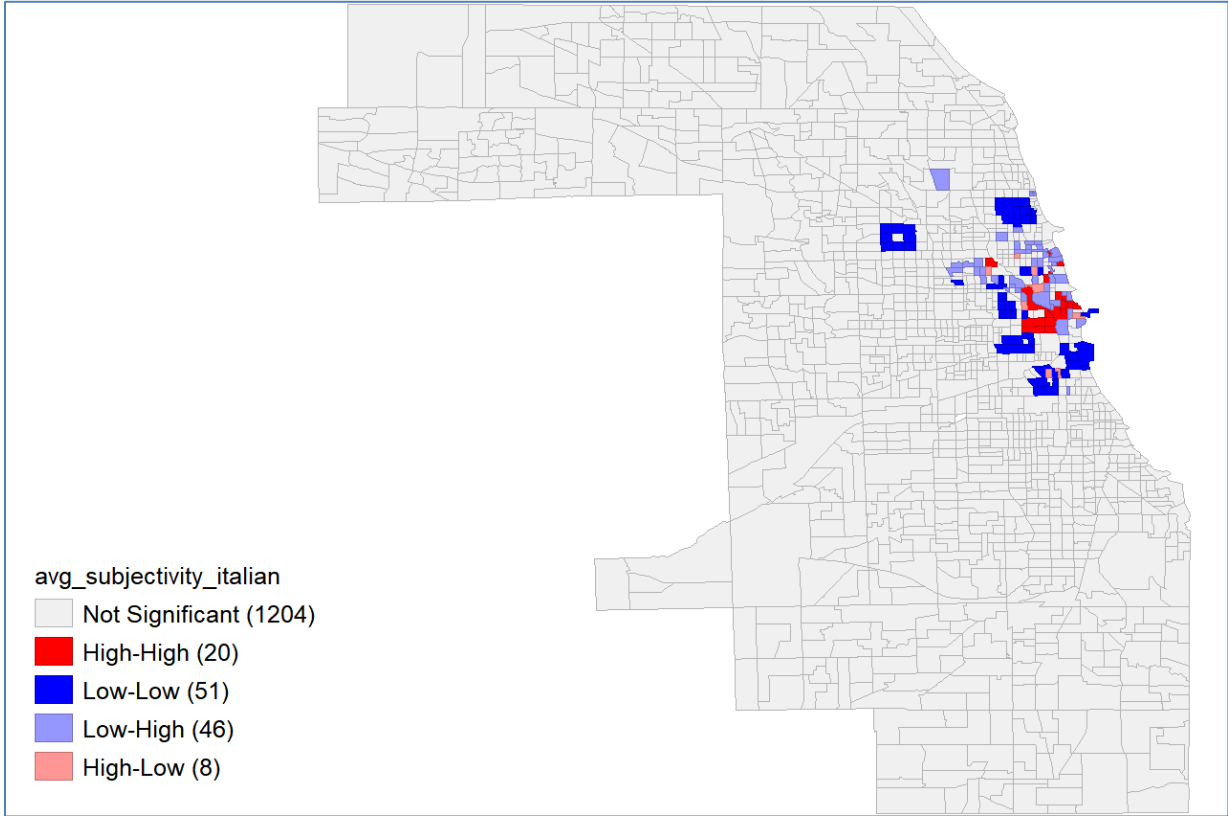 avg_subjectivity_italian
Not Significant (1204)
High-High (20)
Low-Low (51)
Low-High (46)
High-Low (8)